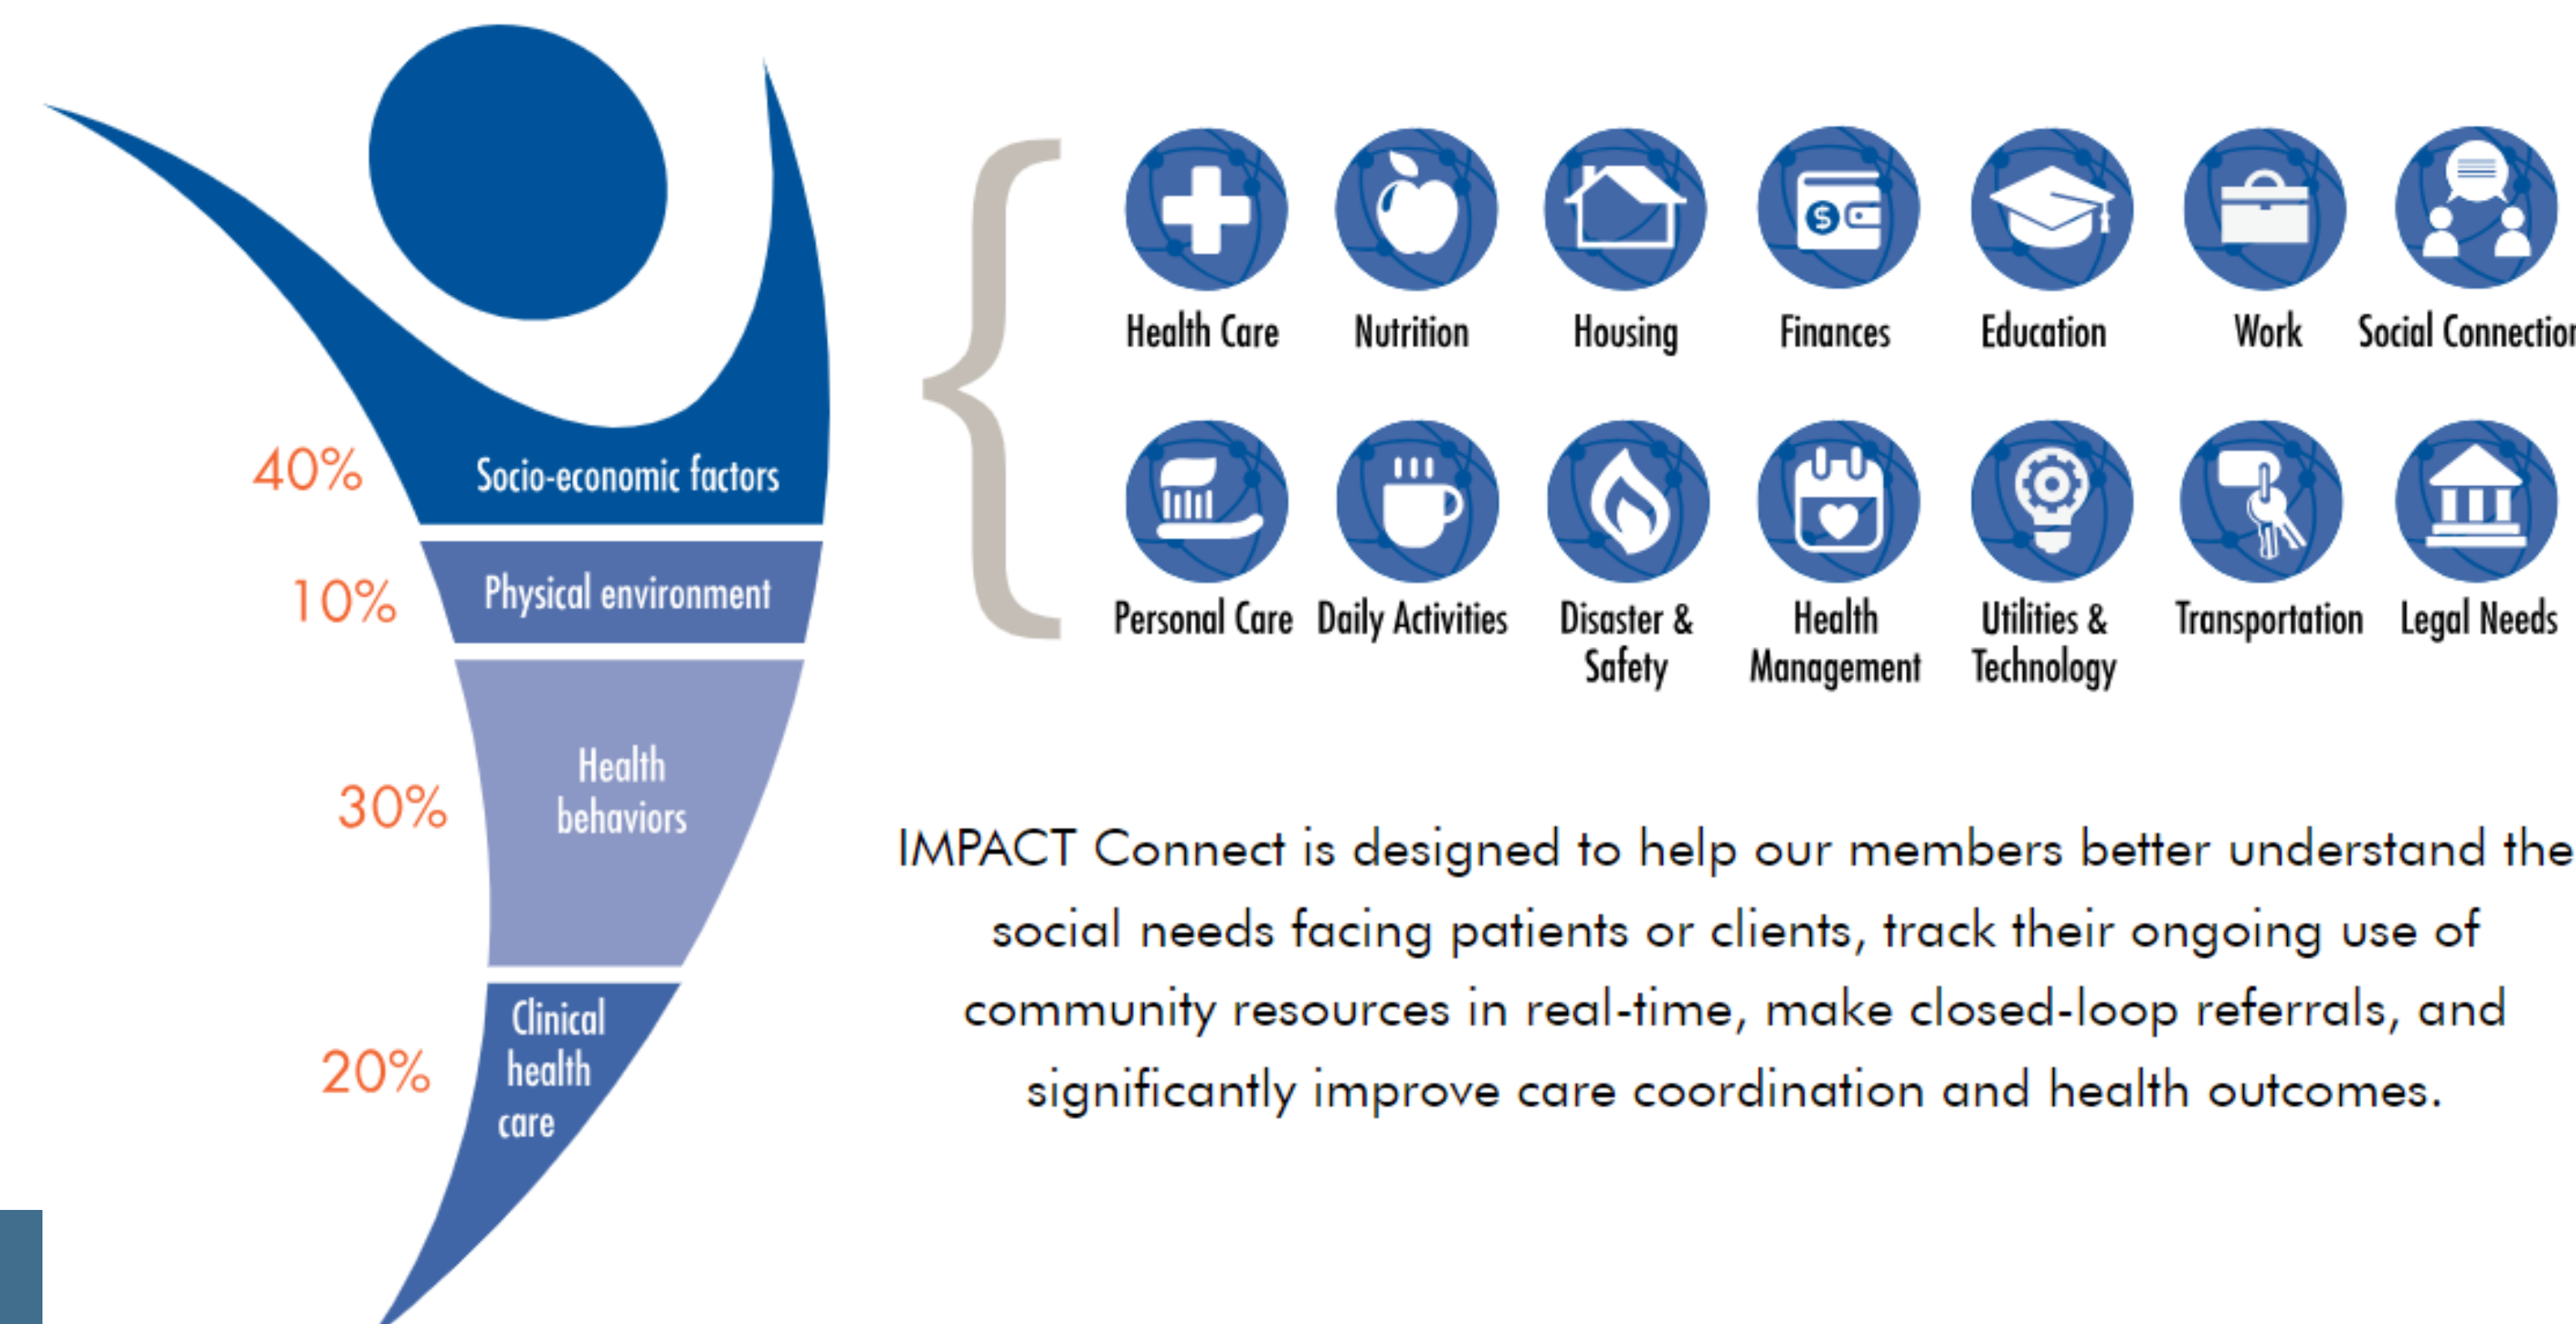 40%
Socio-economic factors
10%
Physical environment
30%
Health
behaviors
20%
Clinical
health
care
Health Care
Nutrition
Housing
$
Finances
Education
Work
Social Connection
Personal Care
Daily Activities
Disaster &
Safety
Health
Management
Utilities &
Technology
Transportation
Legal Needs
IMPACT Connect is designed to help our members better understand the
social needs facing patients or clients, track their ongoing use of
community resources in real-time, make closed-loop referrals, and
significantly improve care coordination and health outcomes.